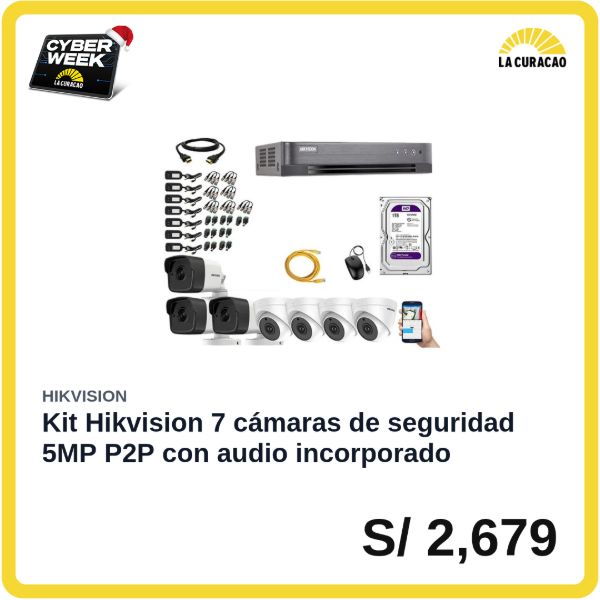 CYBER
WEEK
LA CURACAO
LA CURACAO
HIKVISION
1TB
HIKVISION
Kit Hikvision 7 cámaras de seguridad
5MP P2P con audio incorporado
S/ 2,679